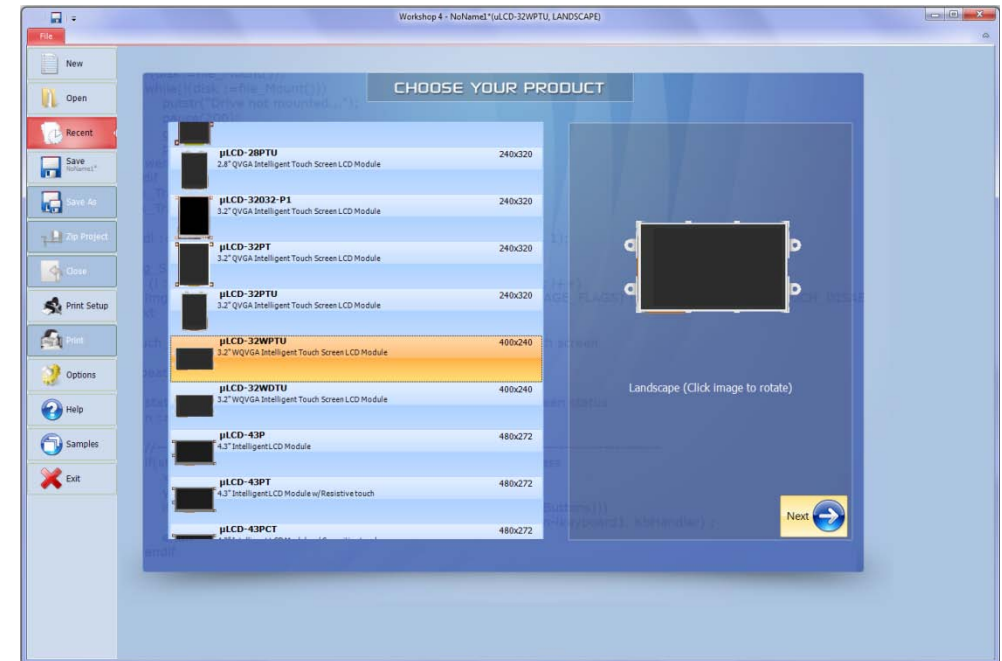 Workshop 4 - NoName1*(uLCD-32WPTU, LANDSCAPE)
File
New
Open
Recent
Save
NoName1*
Save As
Zip Project
Close
Print Setup
Print
Options
Help
Samples
Exit
CHOOSE YOUR PRODUCT
µLCD-28PTU 240x320
2.8" QVGA Intelligent Touch Screen LCD Module
µLCD-32032-P1 240x320
3.2" QVGA Intelligent Touch Screen LCD Module
µLCD-32PT 240x320
3.2" QVGA Intelligent Touch Screen LCD Module
µLCD-32PTU 240x320
3.2" QVGA Intelligent Touch Screen LCD Module
µLCD-32WPTU 400x240
3.2" WQVGA Intelligent Touch Screen LCD Module
µLCD-32WDTU 400x240
3.2" WQVGA Intelligent Touch Screen LCD Module
µLCD-43P 480x272
4.3" Intelligent LCD Module
µLCD-43PT 480x272
4.3" Intelligent LCD Module w/Resistive touch
µLCD-43PCT 480x272
Landscape (Click image to rotate)
Next